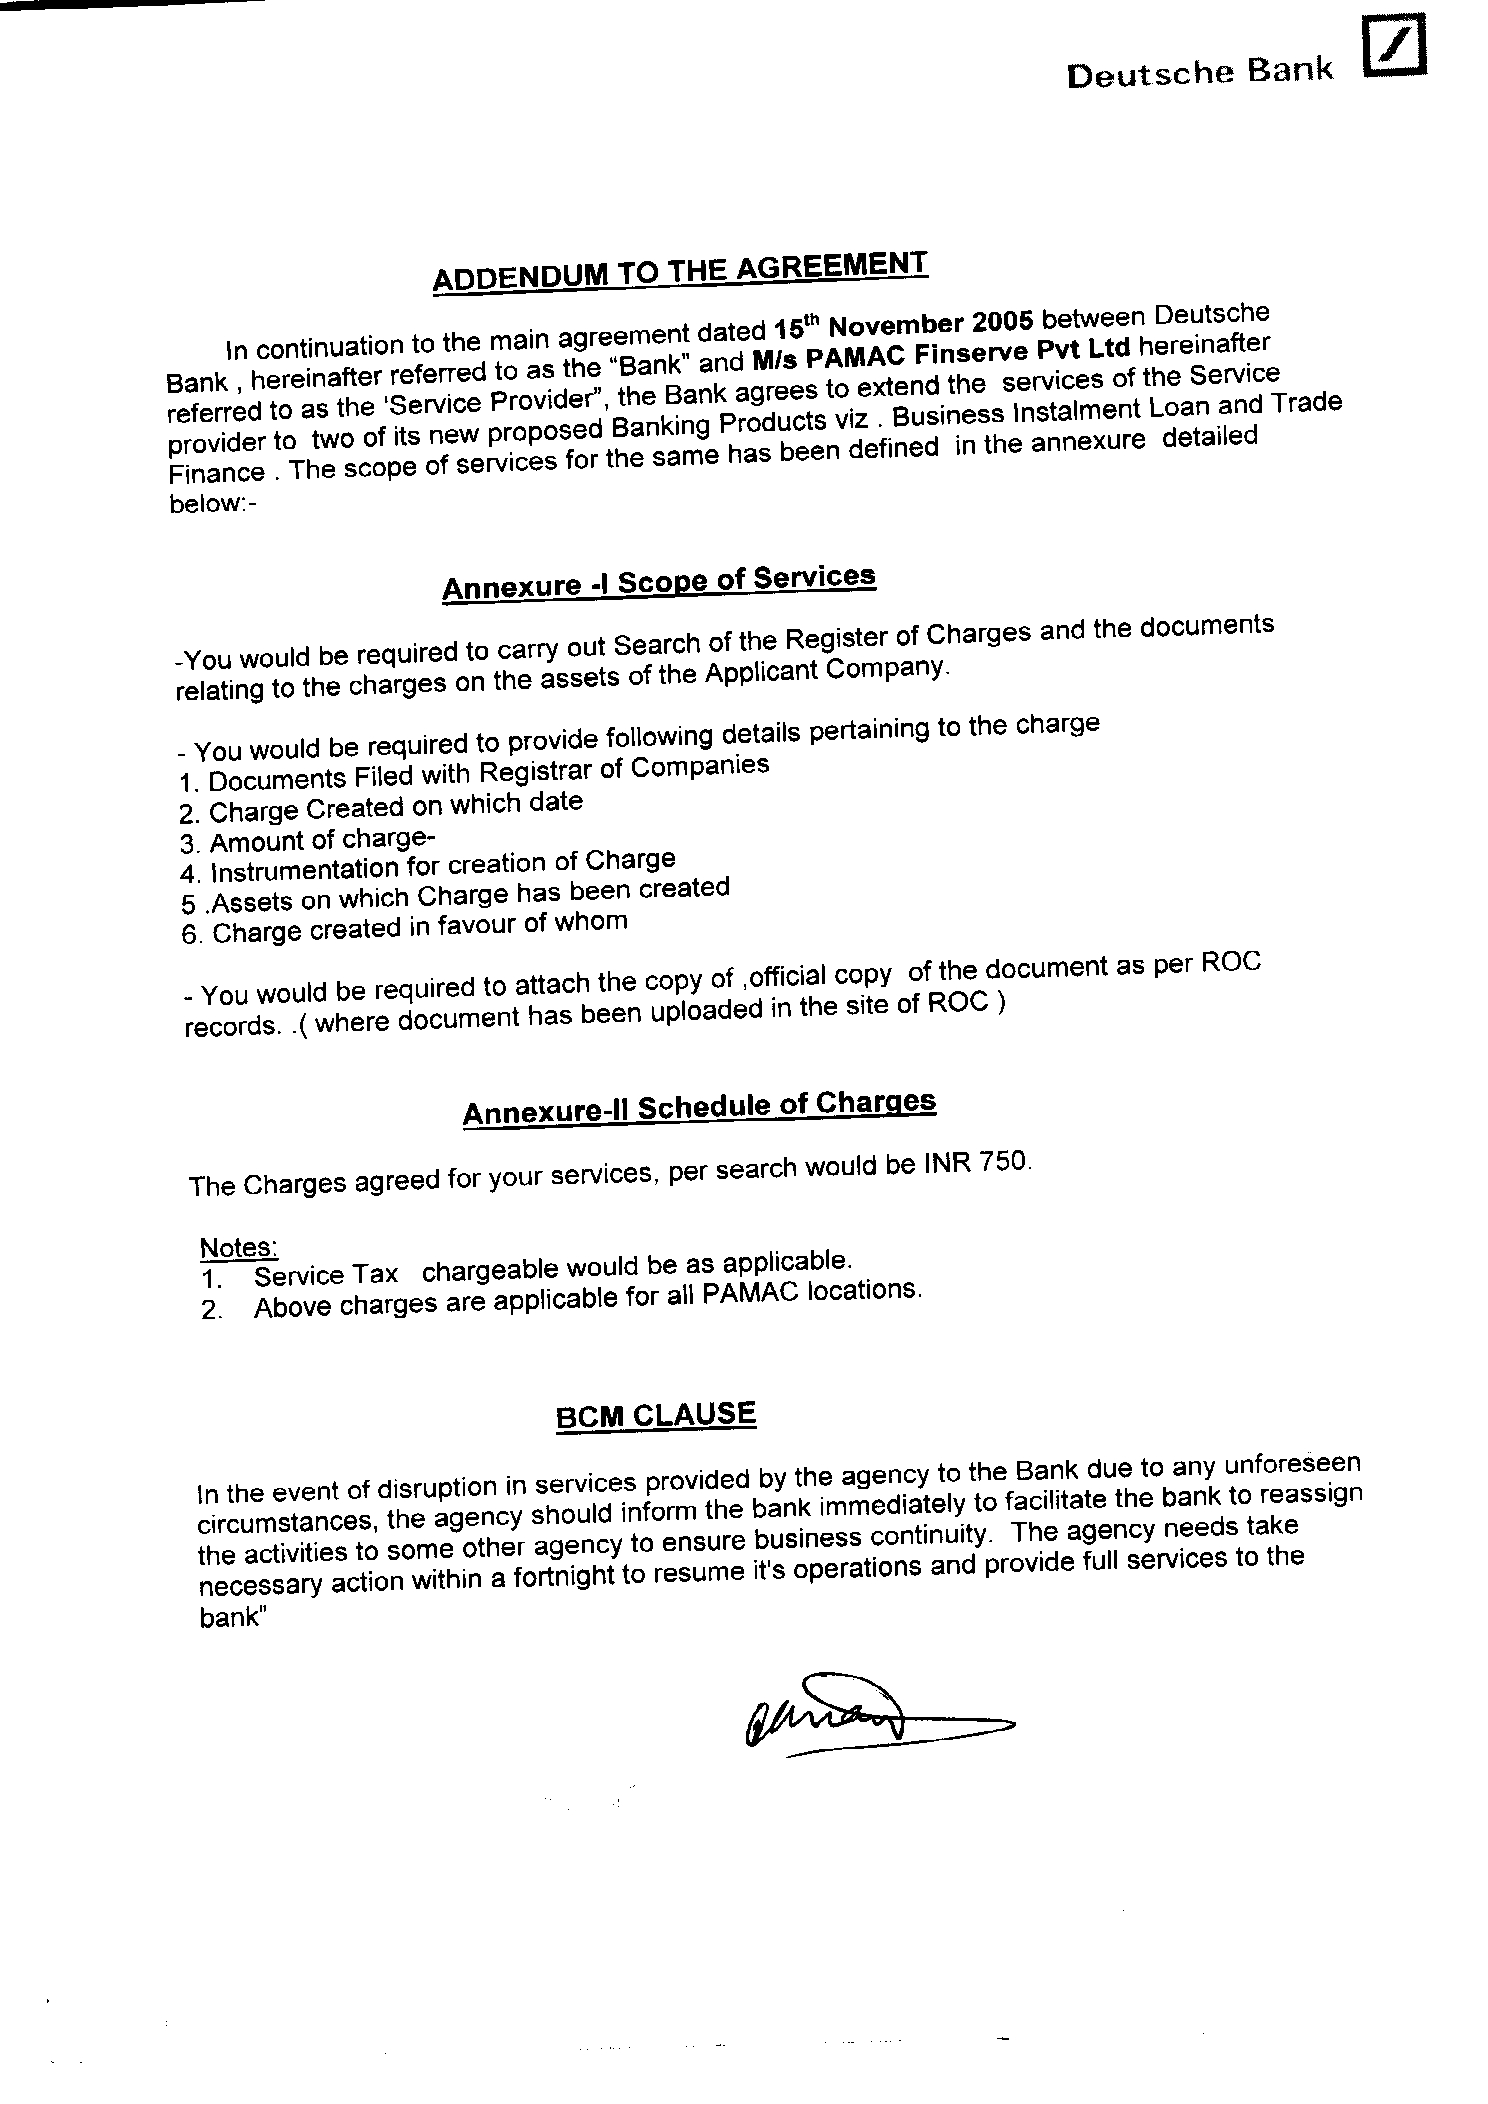 Deutsche Bank
ADDENDUM TO THE AGREEMENT
In continuation to the main agreement dated 15th November 2005 between Deutsche
Bank , hereinafter referred to as the “Bank” and M/s PAMAC Finserve Pvt Ltd hereinafter
referred to as the 'Service Provider”, the Bank agrees to extend the services of the Service
provider to two of its new proposed Banking Products viz . Business Instalment Loan and Trade
Finance . The scope of services for the same has been defined in the annexure detailed
below:-
Annexure -I Scope of Services
-You would be required to carry out Search of the Register of Charges and the documents
relating to the charges on the assets of the Applicant Company.
- You would be required to provide following details pertaining to the charge
1. Documents Filed with Registrar of Companies
2. Charge Created on which date
3. Amount of charge-
4. Instrumentation for creation of Charge
5 .Assets on which Charge has been created
6. Charge created in favour of whom
- You would be required to attach the copy of ,official copy of the document as per ROC
records. .( where document has been uploaded in the site of ROC )
Annexure-II Schedule of Charges
The Charges agreed for your services, per search would be INR 750.
Notes:
1. Service Tax chargeable would be as applicable.
2. Above charges are applicable for all PAMAC locations.
BCM CLAUSE
In the event of disruption in services provided by the agency to the Bank due to any unforeseen
circumstances, the agency should inform the bank immediately to facilitate the bank to reassign
the activities to some other agency to ensure business continuity. The agency needs take
necessary action within a fortnight to resume it's operations and provide full services to the
bank"